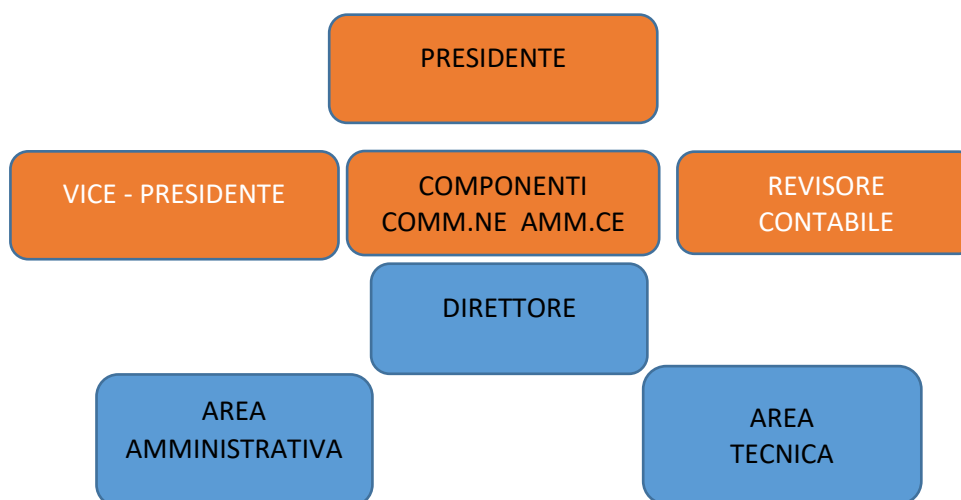 PRESIDENTE
VICE - PRESIDENTE
COMPONENTI
COMM.NE AMM.CE
REVISORE
CONTABILE
DIRETTORE
AREA
AMMINISTRATIVA
AREA
TECNICA